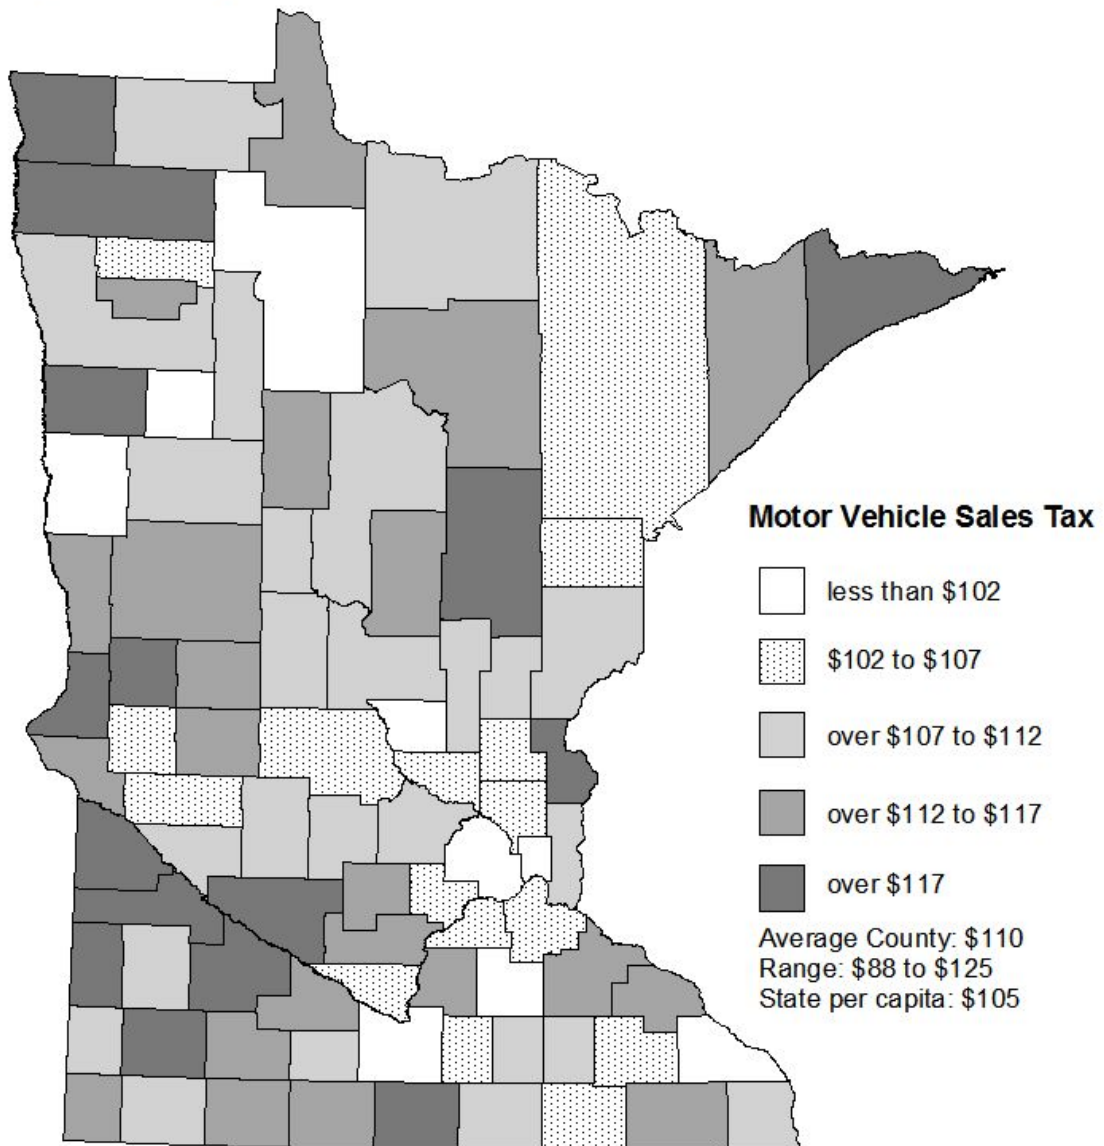 Motor Vehicle Sales Tax
less than $102
$102 to $107
over $107 to $112
over $112 to $117
over $117
Average County: $110
Range: $88 to $125
State per capita: $105